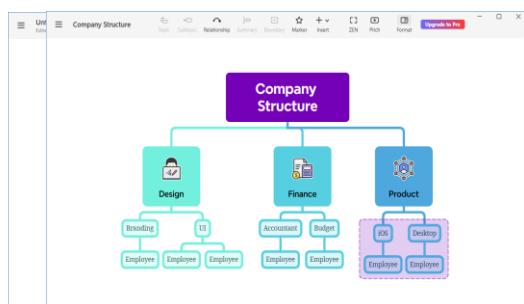 Company Structure
Topic
Subtopic
Relationship
Summary
Boundary
Marker
Insert
ZEN
Pitch
Format
Upgrade to Pro
Company
Structure
Design
Finance
Product
Branding
UI
Accountant
Budget
iOS
Desktop
Employee
Employee
Employee
Employee
Employee
Employee
Employee